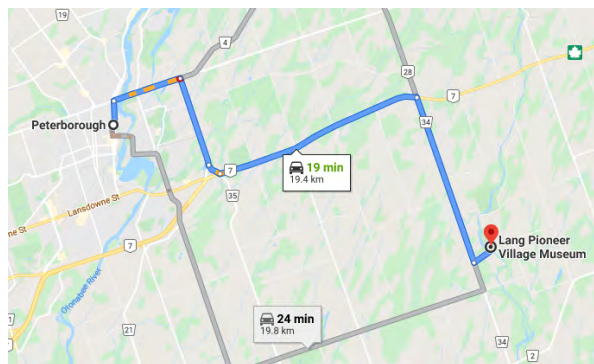 19
4
28
7
Peterborough
34
19 min
19.4 km
7
35
Lansdowne St
ne St
7
Lang Pioneer
Village Museum
Otonabee River
24 min
19.8 km
21
34
2